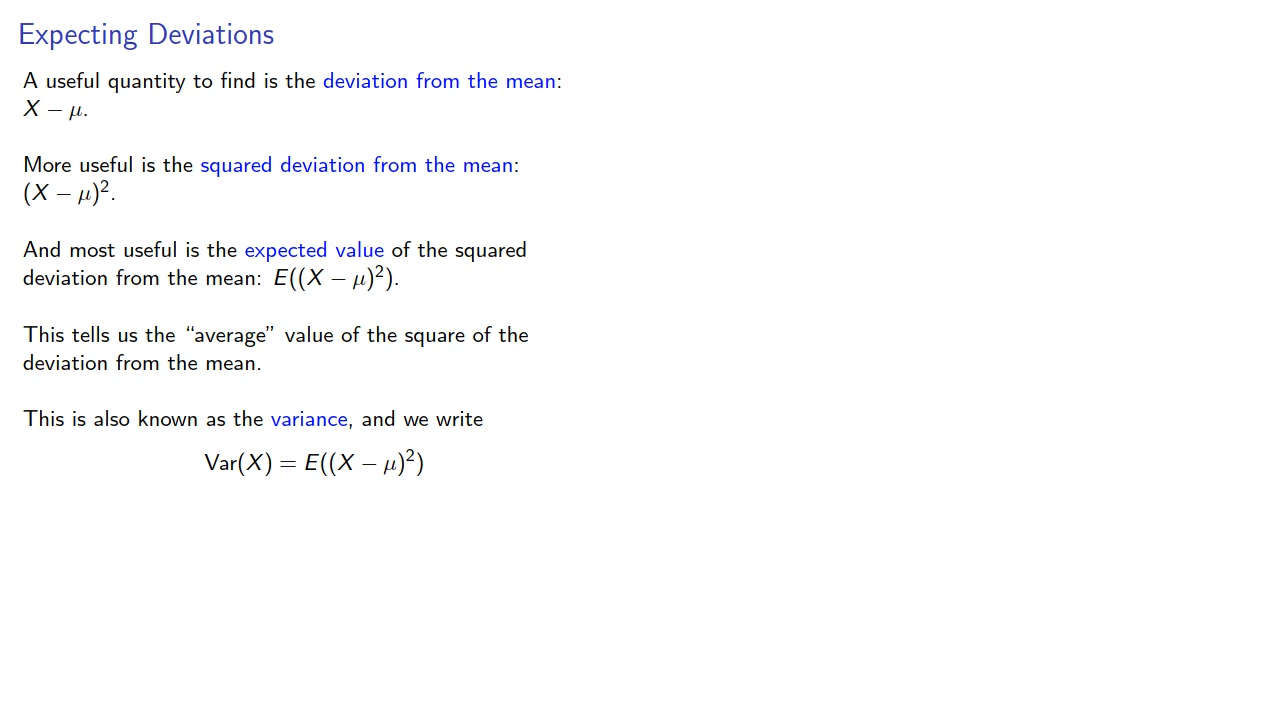 Expecting Deviations
A useful quantity to find is the deviation from the mean:
X − μ.
More useful is the squared deviation from the mean:
(X − μ)².
And most useful is the expected value of the squared
deviation from the mean: E((X − μ)²).
This tells us the “average” value of the square of the
deviation from the mean.
This is also known as the variance, and we write
Var(X) = E((X − μ)²)